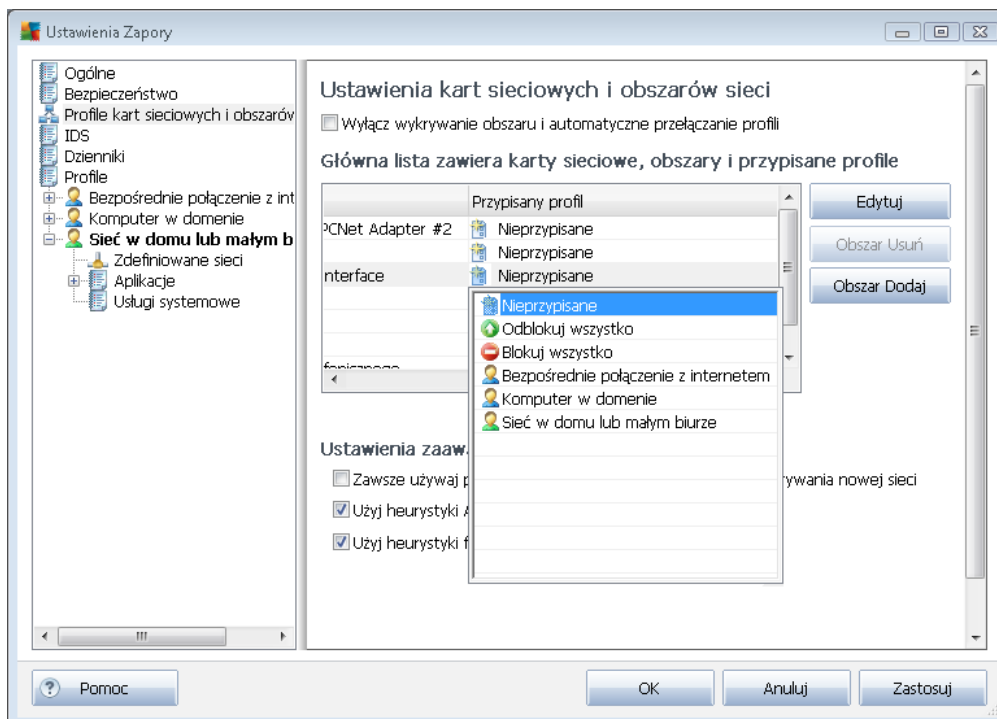 Ustawienia Zapory
Ogólne
Bezpieczeństwo
Profile kart sieciowych i obszarów
IDS
Dzienniki
Profile
Bezpośrednie połączenie z int
Komputer w domenie
Sieć w domu lub małym b
Zdefiniowane sieci
Aplikacje
Usługi systemowe
Ustawienia kart sieciowych i obszarów sieci
Wyłącz wykrywanie obszaru i automatyczne przełączanie profili
Główna lista zawiera karty sieciowe, obszary i przypisane profile
Przypisany profil
PCNet Adapter #2 Nieprzypisane
Nieprzypisane
nterface Nieprzypisane
Nieprzypisane
Odblokuj wszystko
Blokuj wszystko
Bezpośrednie połączenie z internetem
Komputer w domenie
Sieć w domu lub małym biurze
Edytuj
Obszar Usuń
Obszar Dodaj
Ustawienia zaaw
Zawsze używaj p ywania nowej sieci
Użyj heurystyki A
Użyj heurystyki f
Pomoc
OK
Anuluj
Zastosuj